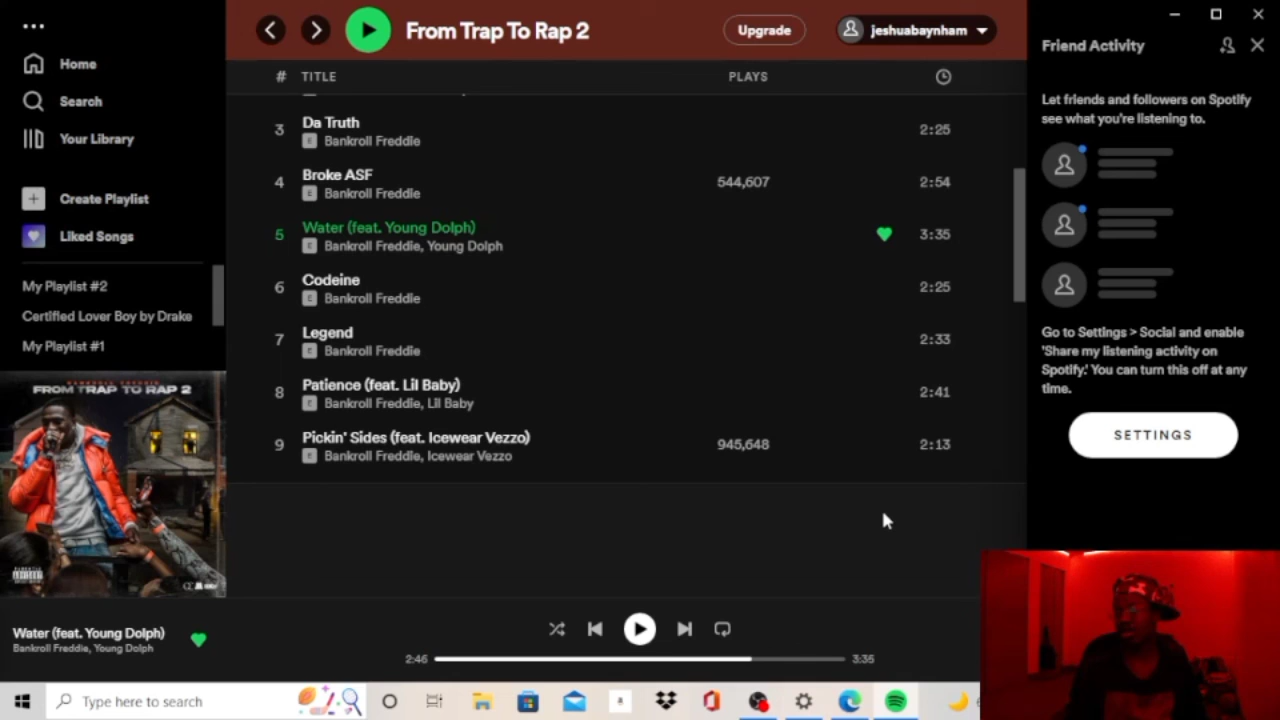 Home
Search
Your Library
Create Playlist
Liked Songs
My Playlist #2
Certified Lover Boy by Drake
My Playlist #1
FROM TRAP TO RAP 2
Water (feat. Young Dolph)
Bankroll Freddie, Young Dolph
From Trap To Rap 2
Upgrade
jeshuabaynham
# TITLE PLAYS
3 Da Truth 2:25
E Bankroll Freddie
4 Broke ASF 544,607 2:54
E Bankroll Freddie
5 Water (feat. Young Dolph) 3:35
E Bankroll Freddie, Young Dolph
6 Codeine 2:25
E Bankroll Freddie
7 Legend 2:33
E Bankroll Freddie
8 Patience (feat. Lil Baby) 2:41
E Bankroll Freddie, Lil Baby
9 Pickin' Sides (feat. Icewear Vezzo) 945,648 2:13
E Bankroll Freddie, Icewear Vezzo
2:46 3:35
Friend Activity
Let friends and followers on Spotify
see what you're listening to.
Go to Settings > Social and enable
'Share my listening activity on
Spotify.' You can turn this off at any
time.
SETTINGS
Type here to search